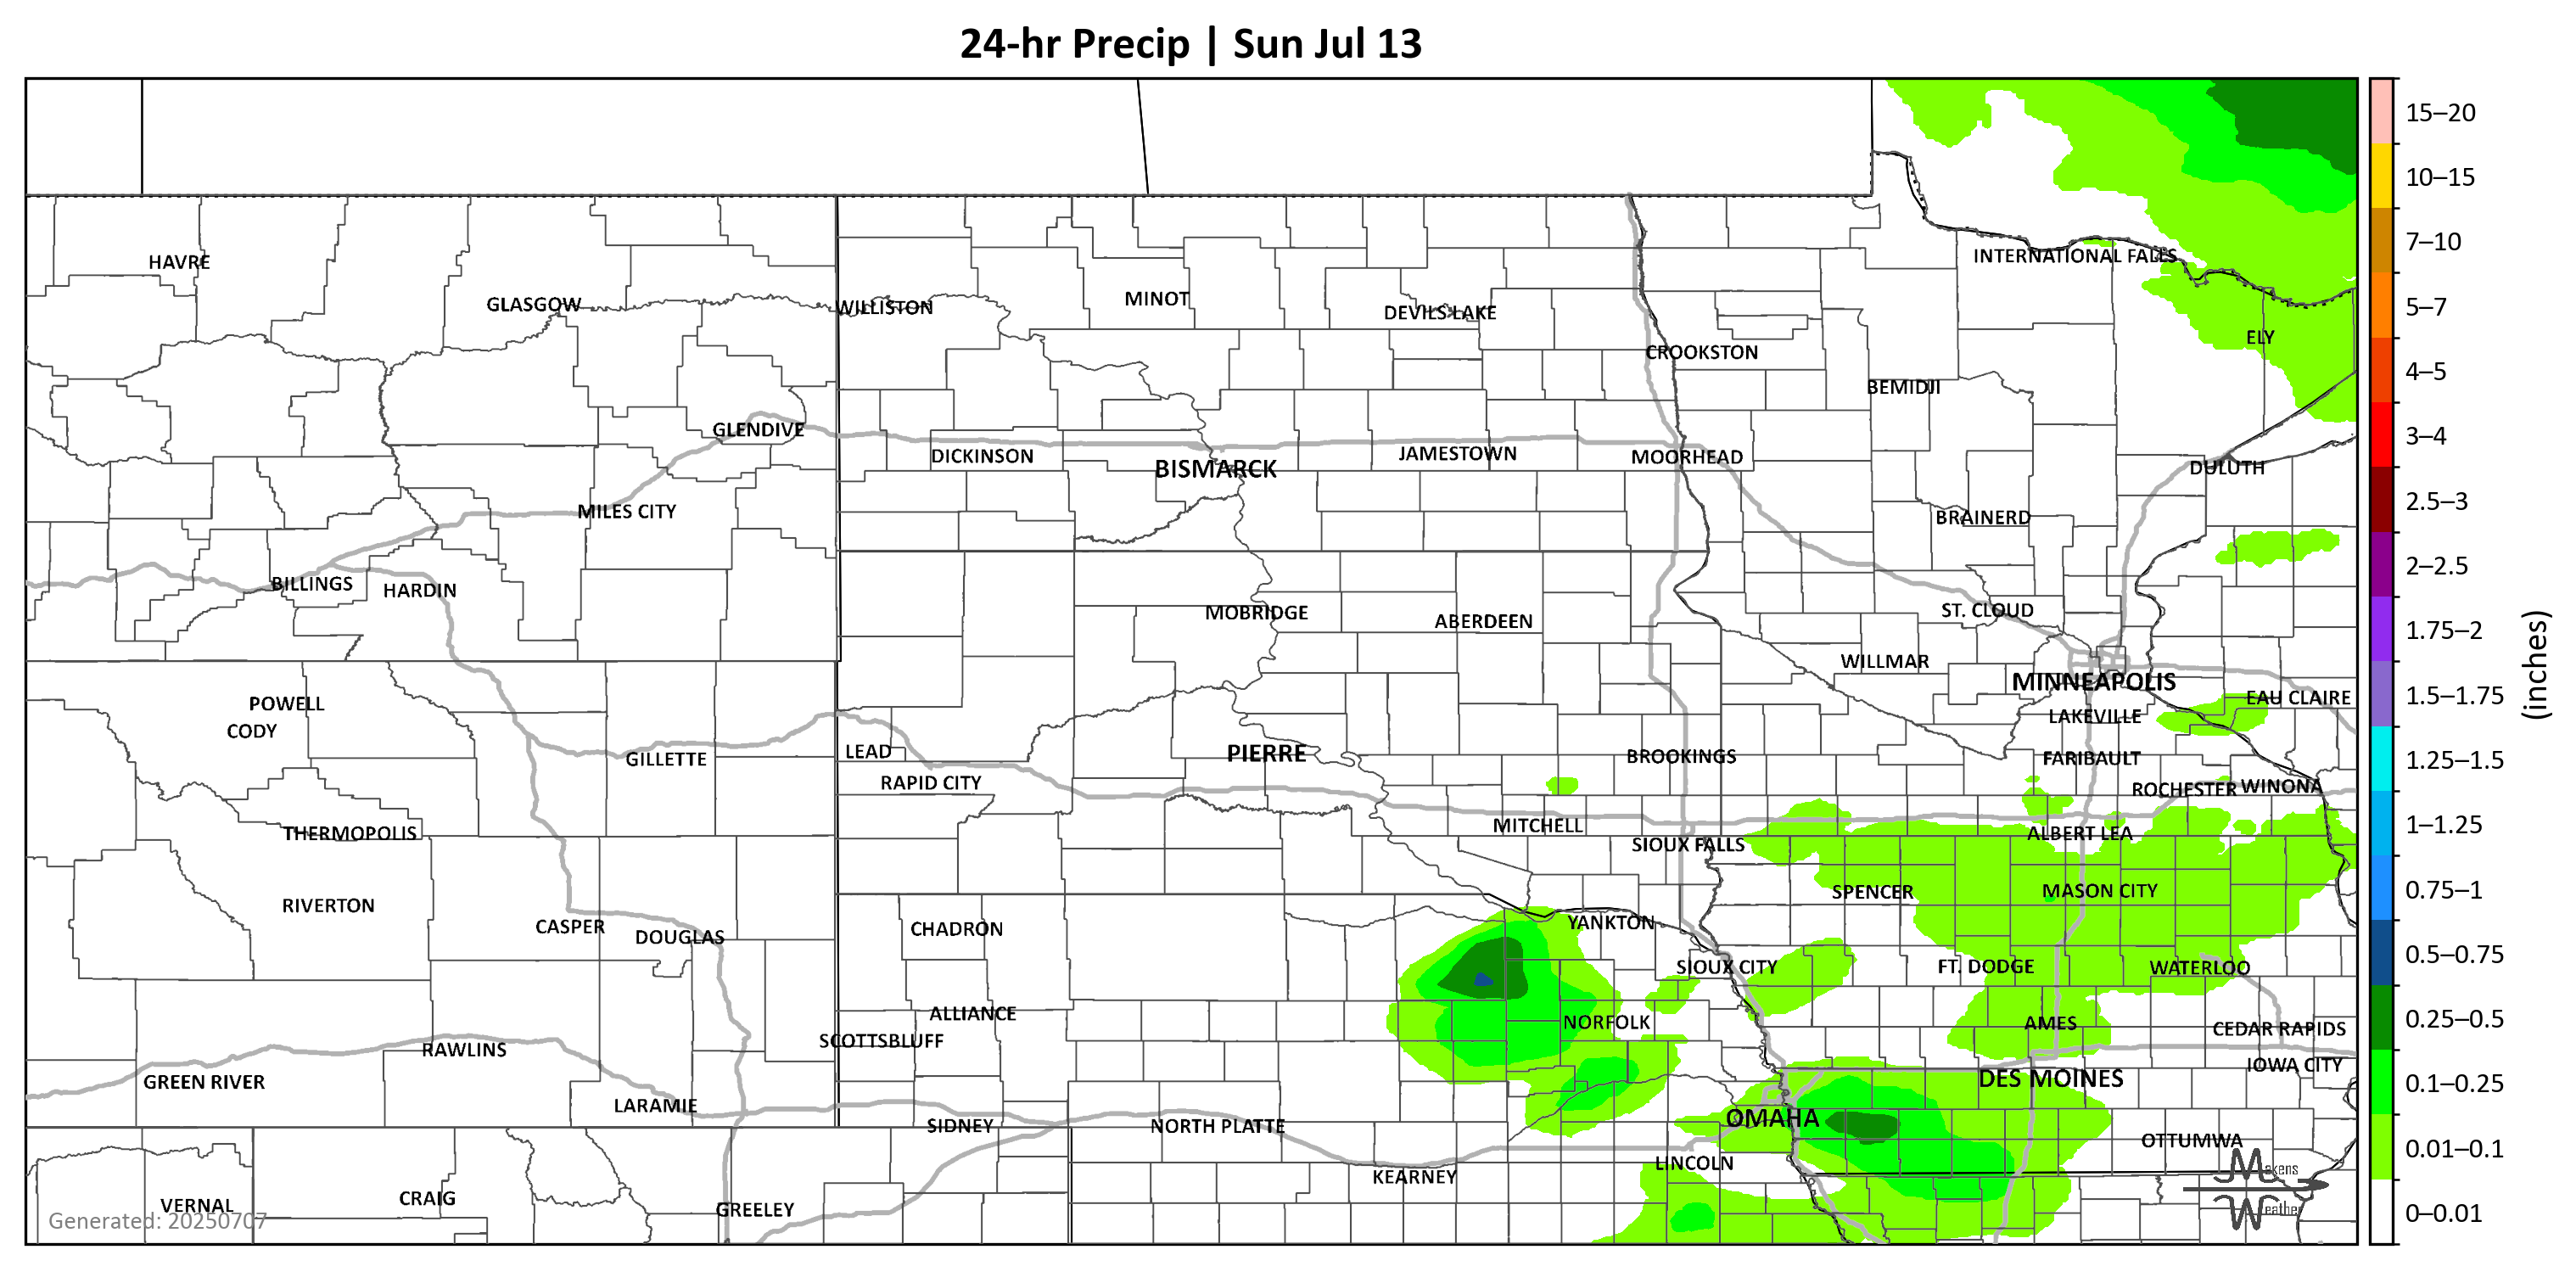 24-hr Precip | Sun Jul 13
15–20
10–15
7–10
5–7
4–5
3–4
2.5–3
2–2.5
1.75–2
1.5–1.75
1.25–1.5
1–1.25
0.75–1
0.5–0.75
0.25–0.5
0.1–0.25
0.01–0.1
0–0.01
(inches)
HAVRE
INTERNATIONAL FALLS
GLASGOW
WILLISTON
MINOT
DEVILS LAKE
ELY
CROOKSTON
BEMIDJI
GLENDIVE
DICKINSON
BISMARCK
JAMESTOWN
MOORHEAD
DULUTH
MILES CITY
BRAINERD
BILLINGS
HARDIN
MOBRIDGE
ABERDEEN
ST. CLOUD
WILLMAR
MINNEAPOLIS
EAU CLAIRE
POWELL
CODY
LAKEVILLE
GILLETTE
LEAD
PIERRE
BROOKINGS
FARIBAULT
RAPID CITY
ROCHESTER
WINONA
THERMOPOLIS
MITCHELL
ALBERT LEA
SIOUX FALLS
RIVERTON
SPENCER
MASON CITY
CASPER
DOUGLAS
CHADRON
YANKTON
SIOUX CITY
FT. DODGE
WATERLOO
ALLIANCE
NORFOLK
AMES
CEDAR RAPIDS
SCOTTSBLUFF
RAWLINS
IOWA CITY
GREEN RIVER
DES MOINES
LARAMIE
OMAHA
SIDNEY
NORTH PLATTE
OTTUMWA
LINCOLN
KEARNEY
VERNAL
CRAIG
GREELEY
Makens
Weather
Generated: 20250707